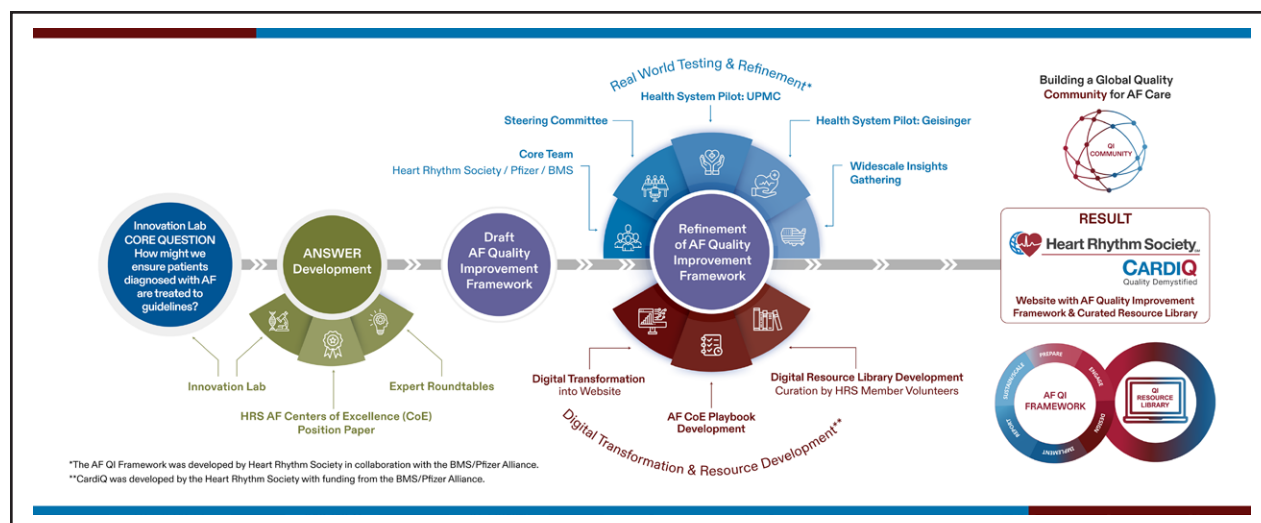 Real World Testing & Refinement*
Health System Pilot: UPMC
Steering Committee
Health System Pilot: Geisinger
Core Team
Heart Rhythm Society / Pfizer / BMS
Widescale Insights
Gathering
Innovation Lab
CORE QUESTION
How might we
ensure patients
diagnosed with AF
are treated to
guidelines?
ANSWER
Development
Draft
AF Quality
Improvement
Framework
Refinement
of AF Quality
Improvement
Framework
Innovation Lab
Expert Roundtables
HRS AF Centers of Excellence (CoE)
Position Paper
Digital Transformation
into Website
AF CoE Playbook
Development
Digital Resource Library Development
Curation by HRS Member Volunteers
Digital Transformation & Resource Development**
Building a Global Quality
Community for AF Care
QI
COMMUNITY
RESULT
Heart Rhythm Society
SM
CARDIQ
Quality Demystified
Website with AF Quality Improvement
Framework & Curated Resource Library
AF QI
FRAMEWORK
PREPARE
ENGAGE
DESIGN
IMPLEMENT
REPORT
SUSTAIN/SCALE
QI
RESOURCE
LIBRARY
*The AF QI Framework was developed by Heart Rhythm Society in collaboration with the BMS/Pfizer Alliance.
**CardiQ was developed by the Heart Rhythm Society with funding from the BMS/Pfizer Alliance.